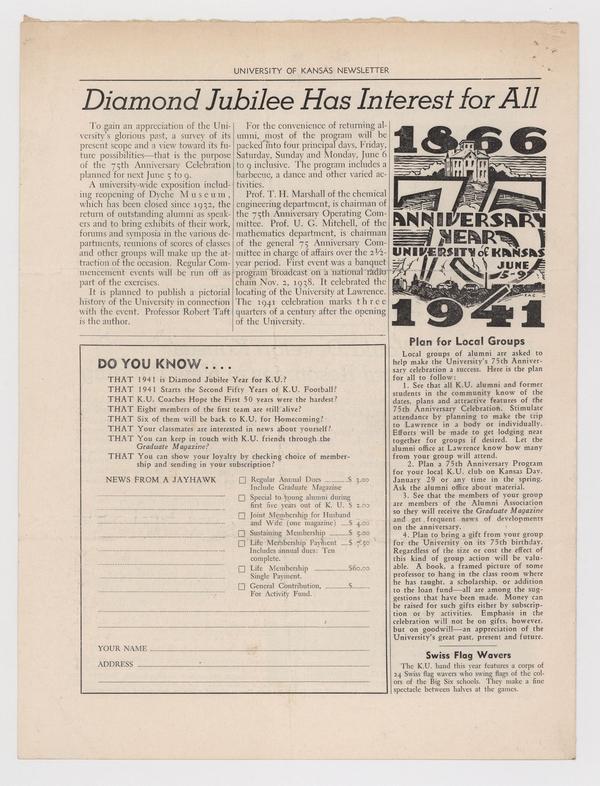 UNIVERSITY OF KANSAS NEWSLETTER
Diamond Jubilee Has Interest for All
To gain an appreciation of the Uni-
versity's glorious past, a survey of its
present scope and a view toward its fu-
ture possibilities—that is the purpose
of the 75th Anniversary Celebration
planned for next June 5 to 9.
A university-wide exposition includ-
ing reopening of Dyche Museum,
which has been closed since 1932, the
return of outstanding alumni as speak-
ers and to bring exhibits of their work,
forums and symposia in the various de-
partments, reunions of scores of classes
and other groups will make up the at-
traction of the occasion. Regular Com-
mencement events will be run off as
part of the exercises.
It is planned to publish a pictorial
history of the University in connection
with the event. Professor Robert Taft
is the author.
For the convenience of returning al-
umni, most of the program will be
packed into four principal days, Friday,
Saturday, Sunday and Monday, June 6
to 9 inclusive. The program includes a
barbecue, a dance and other varied ac-
tivities.
Prof. T. H. Marshall of the chemical
engineering department, is chairman of
the 75th Anniversary Operating Com-
mittee. Prof. U. G. Mitchell, of the
mathematics department, is chairman
of the general 75 Anniversary Com-
mittee in charge of affairs over the 2½-
year period. First event was a banquet
program broadcast on a national radio
chain Nov. 2, 1938. It celebrated the
locating of the University at Lawrence.
The 1941 celebration marks three
quarters of a century after the opening
of the University.
1866
75
ANNIVERSARY
YEAR
UNIVERSITY of KANSAS
JUNE
5-9
1941
Plan for Local Groups
Local groups of alumni are asked to
help make the University's 75th Anniver-
sary celebration a success. Here is the plan
for all to follow:
1. See that all K.U. alumni and former
students in the community know of the
dates, plans and attractive features of the
75th Anniversary Celebration. Stimulate
attendance by planning to make the trip
to Lawrence in a body or individually.
Efforts will be made to get lodging near
together for groups if desired. Let the
alumni office at Lawrence know how many
from your group will attend.
2. Plan a 75th Anniversary Program
for your local K.U. club on Kansas Day,
January 29 or any time in the spring.
Ask the alumni office about material.
3. See that the members of your group
are members of the Alumni Association
so they will receive the Graduate Magazine
and get frequent news of developments
on the anniversary.
4. Plan to bring a gift from your group
for the University on its 75th birthday.
Regardless of the size or cost the effect of
this kind of group action will be valu-
able. A book, a framed picture of some
professor to hang in the class room where
he has taught, a scholarship, or addition
to the loan fund—all are among the sug-
gestions that have been made. Money can
be raised for such gifts either by subscrip-
tion or by activities. Emphasis in the
celebration will not be on gifts, however,
but on goodwill—an appreciation of the
University's great past, present and future.
Swiss Flag Wavers
The K.U. band this year features a corps of
24 Swiss flag wavers who swing flags of the col-
ors of the Big Six schools. They make a fine
spectacle between halves at the games.
DO YOU KNOW....
THAT 1941 is Diamond Jubilee Year for K.U.?
THAT 1941 Starts the Second Fifty Years of K.U. Football?
THAT K.U. Coaches Hope the First 50 years were the hardest?
THAT Eight members of the first team are still alive?
THAT Six of them will be back to K.U. for Homecoming?
THAT Your classmates are interested in news about yourself?
THAT You can keep in touch with K.U. friends through the
Graduate Magazine?
THAT You can show your loyalty by checking choice of member-
ship and sending in your subscription?
NEWS FROM A JAYHAWK
Regular Annual Dues $ 3.00
Include Graduate Magazine
Special to young alumni during
first five years out of K. U. $ 2.00
Joint Membership for Husband
and Wife (one magazine) $ 4.00
Sustaining Membership $ 5.00
Life Membership Payment $ 7.50
Includes annual dues: Ten
complete.
Life Membership $60.00
Single Payment.
General Contribution, $
For Activity Fund.
YOUR NAME
ADDRESS